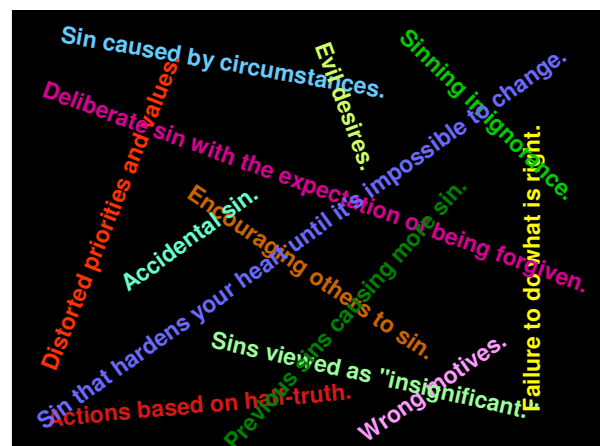 Sin caused by circumstances.
Evil desires.
Sinning in ignorance.
Deliberate sin with the expectation of being forgiven.
Distorted priorities and values.
Sin that hardens your heart until it's impossible to change.
Failure to do what is right.
Accidental sin.
Encouraging others to sin.
Previous sins causing more sin.
Sins viewed as "insignificant."
Actions based on half-truth.
Wrong motives.